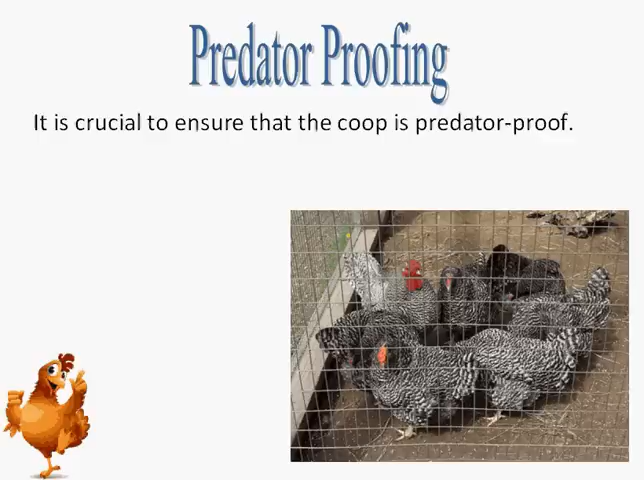 Predator Proofing
It is crucial to ensure that the coop is predator-proof.